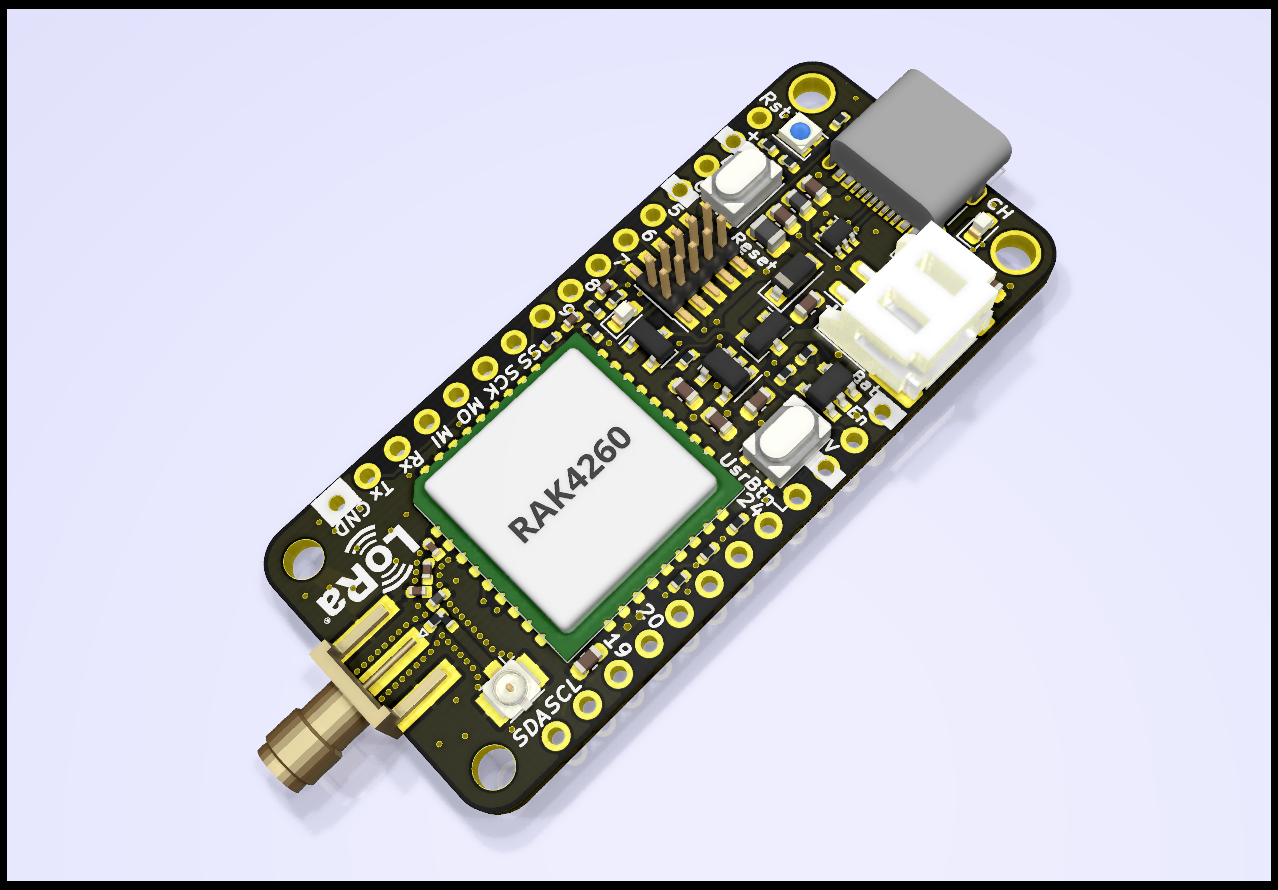 Rst
+
5
6
7
8
9
SS
SCK
MO
MI
Rx
Tx
GND
Reset
CH
Bat
En
V
UsrBtn
24
20
19
SCL
SDA
RAK4260
LoRa
®